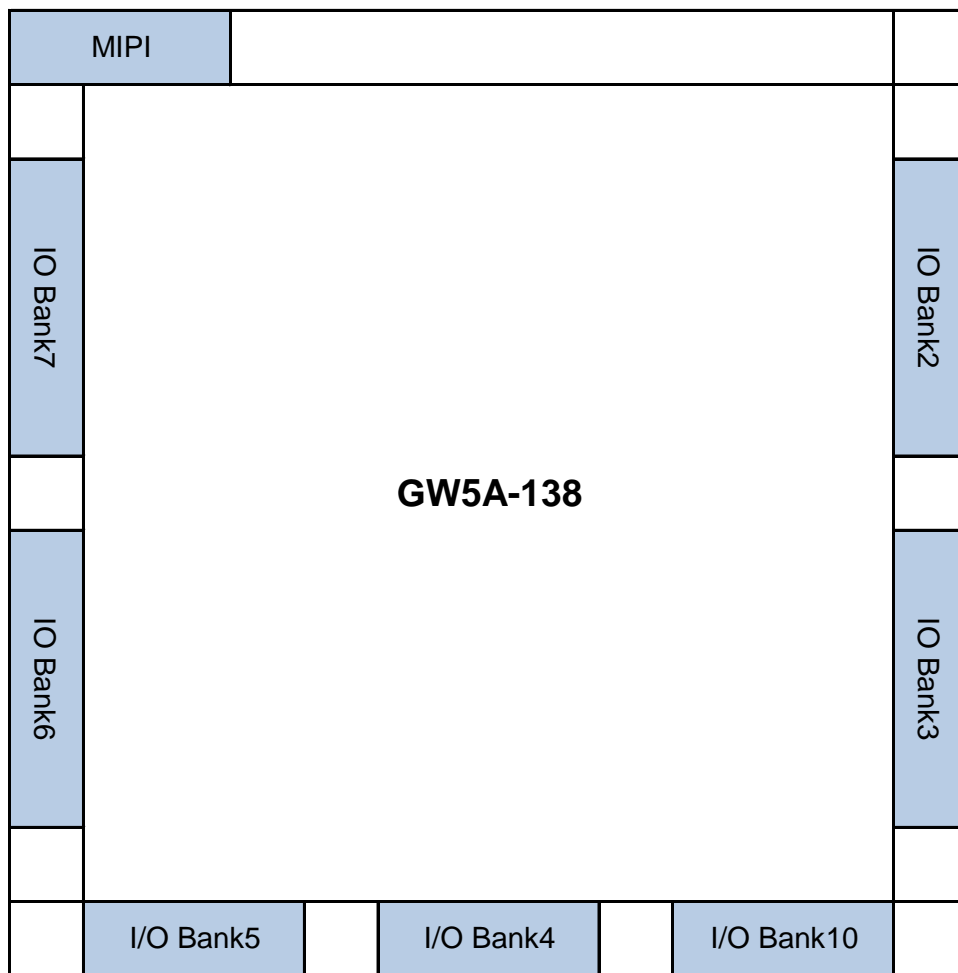 MIPI
IO Bank7
IO Bank2
GW5A-138
IO Bank6
IO Bank3
I/O Bank5
I/O Bank4
I/O Bank10